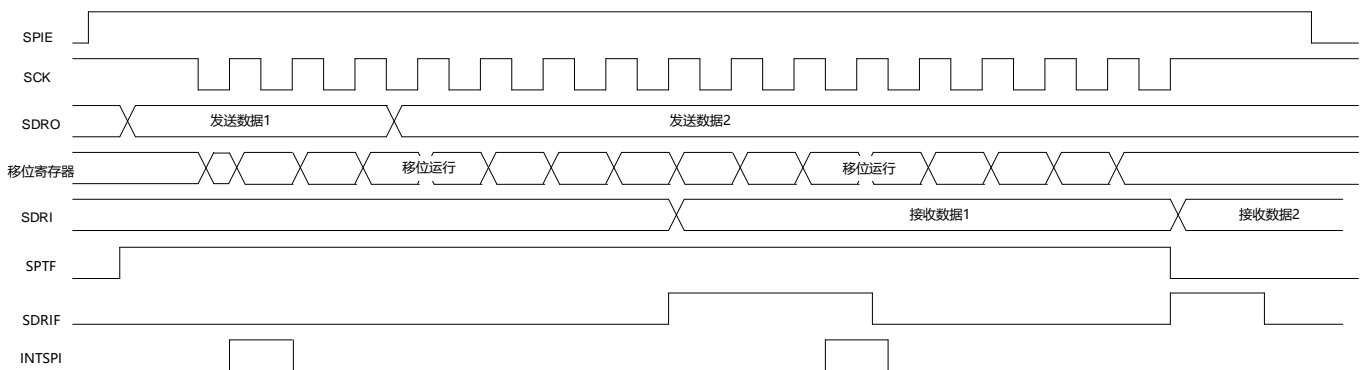 SPIE
SCK
SDRO 发送数据1 发送数据2
移位寄存器 移位运行 移位运行
SDRI 接收数据1 接收数据2
SPTF
SDRIF
INTSPI